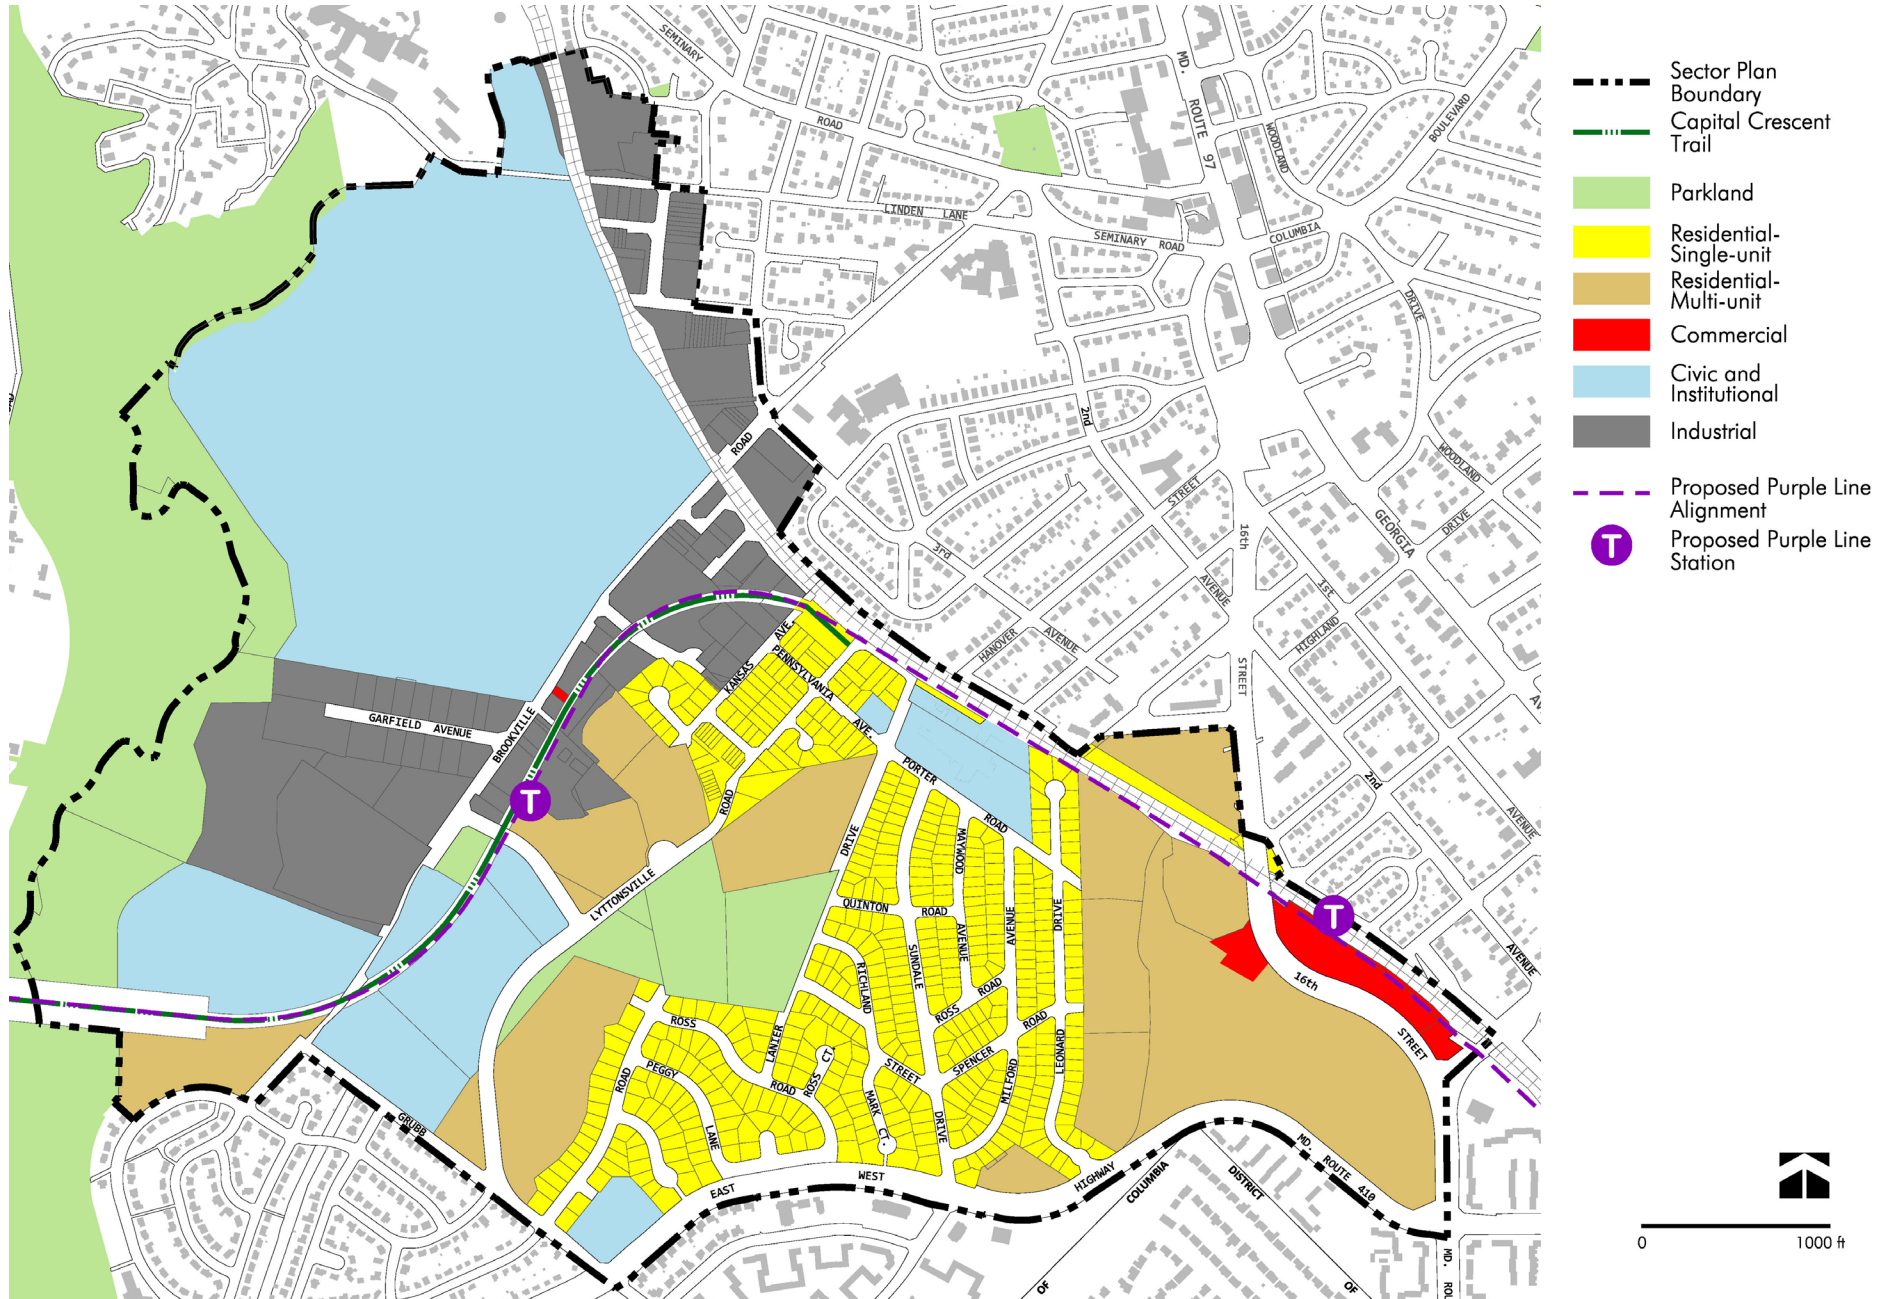 SEMINARY
ROAD
MD.
ROUTE 97
WOODLAND
BOULEVARD
LINDEN LANE
SEMINARY ROAD
COLUMBIA
DRIVE
2nd
ROAD
WOODLAND
DRIVE
STREET
GEORGIA
16th
3rd
AVENUE
1st
HIGHLAND
HANOVER
AVENUE
STREET
KANSAS
AVE.
PENNSYLVANIA
AVE.
GARFIELD AVENUE
BROOKVILLE
2nd
AVENUE
PORTER
ROAD
ROAD
DRIVE
MAYWOOD
AVENUE
LYTTONSVILLE
QUINTON
ROAD
AVENUE
DRIVE
SUNDALE
RICHLAND
16th
STREET
AVENUE
ROSS
ROAD
ROSS
ROAD
LANIER
ROSS CT.
ROAD
PEGGY
LANE
ROAD
STREET
SPENCER
ROAD
MILFORD
LEONARD
MARK CT.
DRIVE
GRUBB
EAST
WEST
HIGHWAY
MD. ROUTE 410
COLUMBIA
DISTRICT
OF
OF
MD.
T
T
Sector Plan
Boundary
Capital Crescent
Trail
Parkland
Residential-
Single-unit
Residential-
Multi-unit
Commercial
Civic and
Institutional
Industrial
Proposed Purple Line
Alignment
T
Proposed Purple Line
Station
0
1000 ft